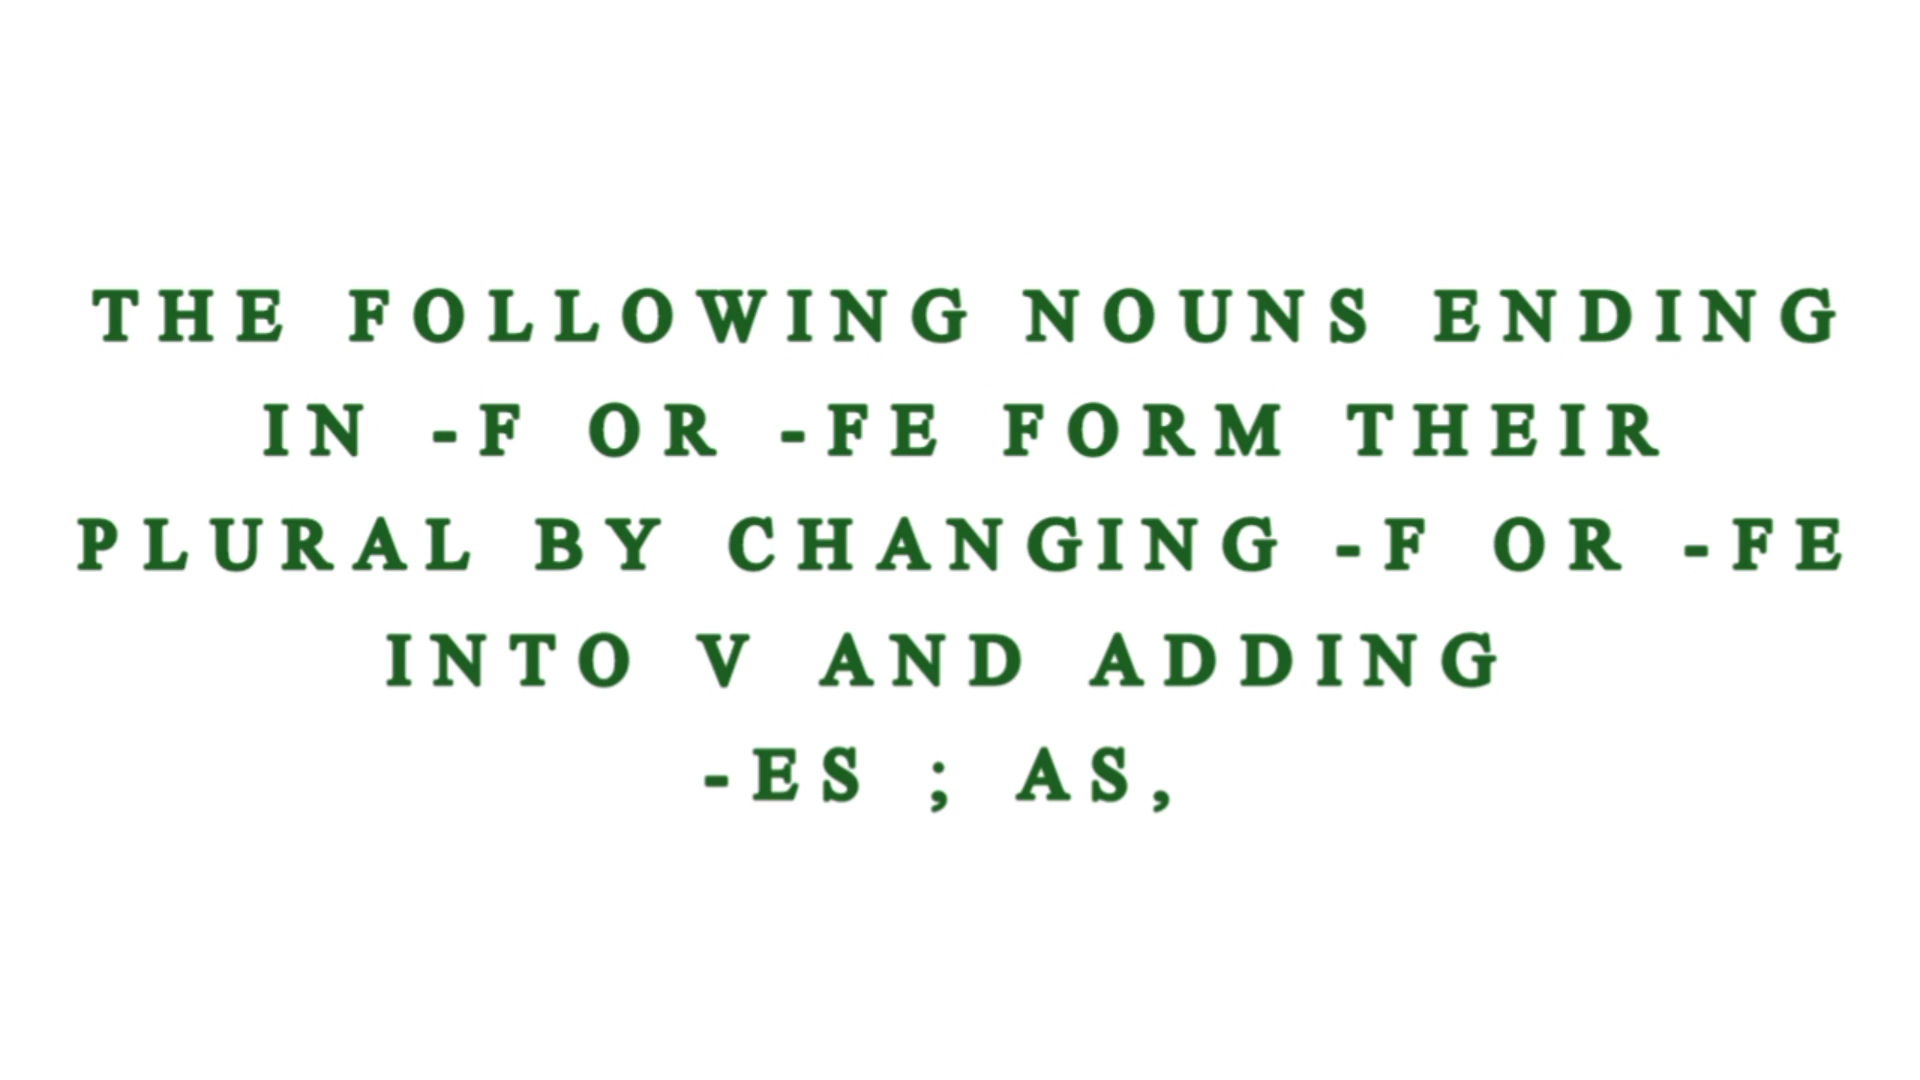 THE FOLLOWING NOUNS ENDING
IN -F OR -FE FORM THEIR
PLURAL BY CHANGING -F OR -FE
INTO V AND ADDING
-ES ; AS,